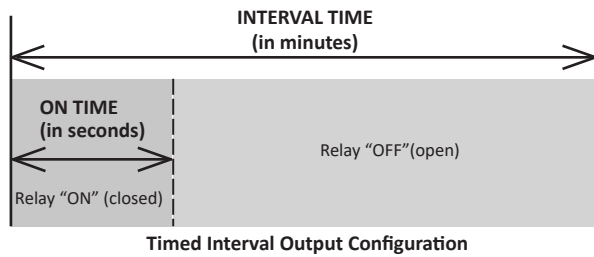 INTERVAL TIME
(in minutes)
ON TIME
(in seconds)
Relay “OFF”(open)
Relay “ON” (closed)
Timed Interval Output Configuration